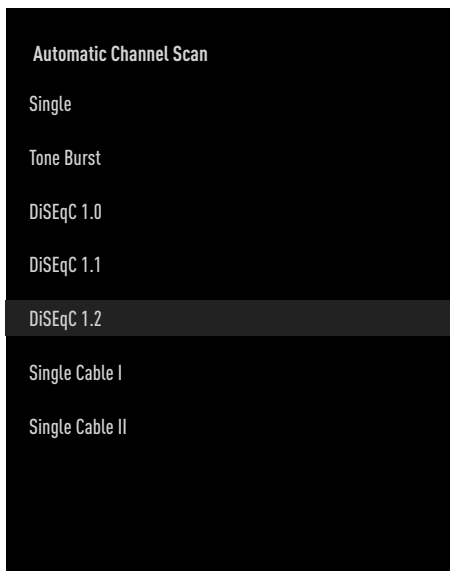 Automatic Channel Scan
Single
Tone Burst
DiSEqC 1.0
DiSEqC 1.1
DiSEqC 1.2
Single Cable I
Single Cable II